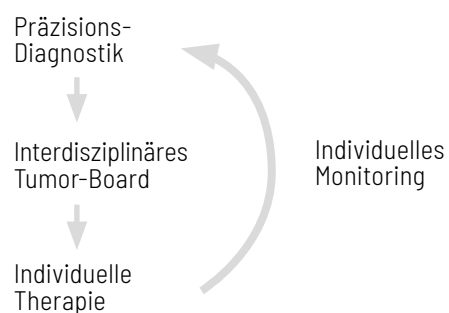 Präzisions-
Diagnostik
Interdisziplinäres
Tumor-Board
Individuelles
Monitoring
Individuelle
Therapie